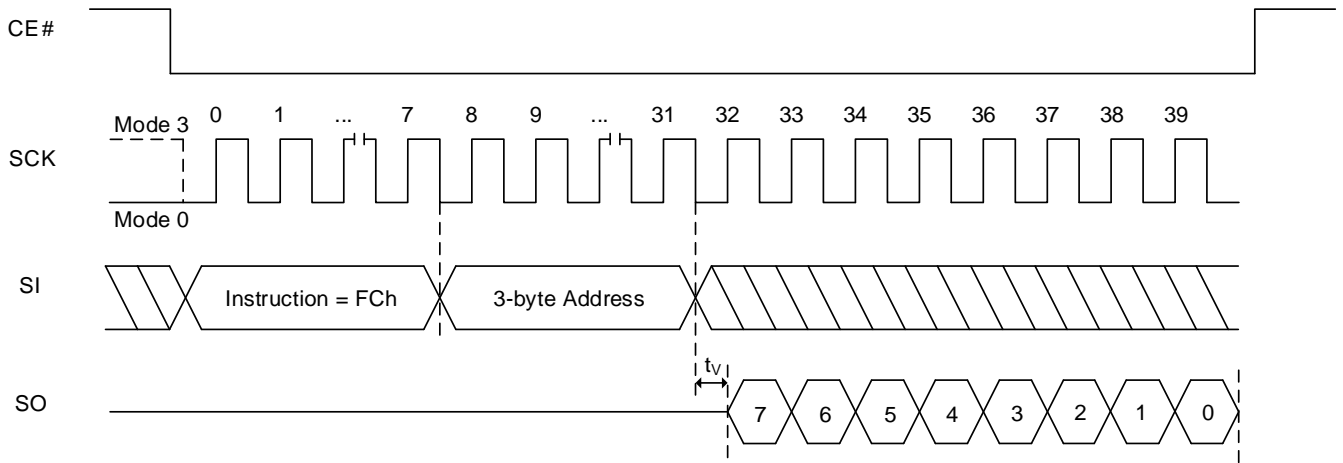 CE#
0 1 ... 7 8 9 ... 31 32 33 34 35 36 37 38 39
Mode 3
SCK
Mode 0
SI
Instruction = FCh
3-byte Address
tV
SO
7 6 5 4 3 2 1 0